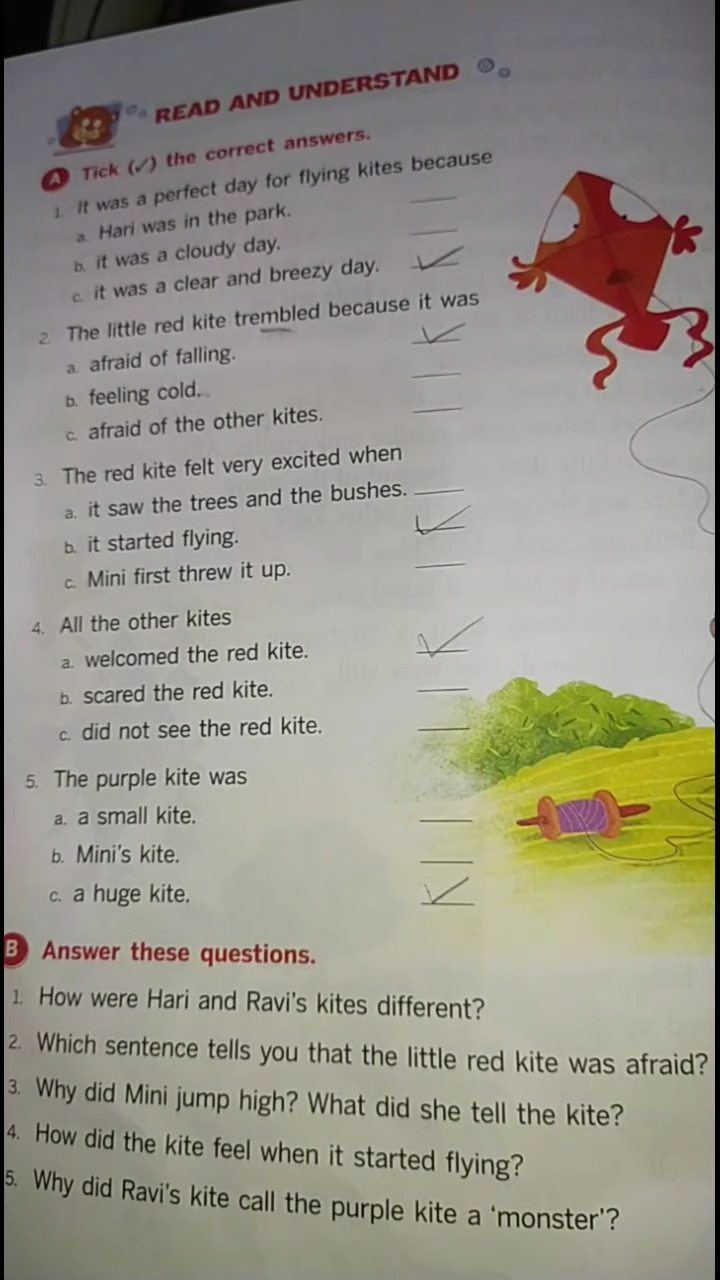 READ AND UNDERSTAND
A Tick (✓) the correct answers.
1. It was a perfect day for flying kites because
a. Hari was in the park.
b. it was a cloudy day.
c. it was a clear and breezy day. ✓
2. The little red kite trembled because it was
a. afraid of falling. ✓
b. feeling cold.
c. afraid of the other kites.
3. The red kite felt very excited when
a. it saw the trees and the bushes.
b. it started flying. ✓
c. Mini first threw it up.
4. All the other kites
a. welcomed the red kite. ✓
b. scared the red kite.
c. did not see the red kite.
5. The purple kite was
a. a small kite.
b. Mini's kite.
c. a huge kite. ✓
B Answer these questions.
1. How were Hari and Ravi's kites different?
2. Which sentence tells you that the little red kite was afraid?
3. Why did Mini jump high? What did she tell the kite?
4. How did the kite feel when it started flying?
5. Why did Ravi's kite call the purple kite a 'monster'?